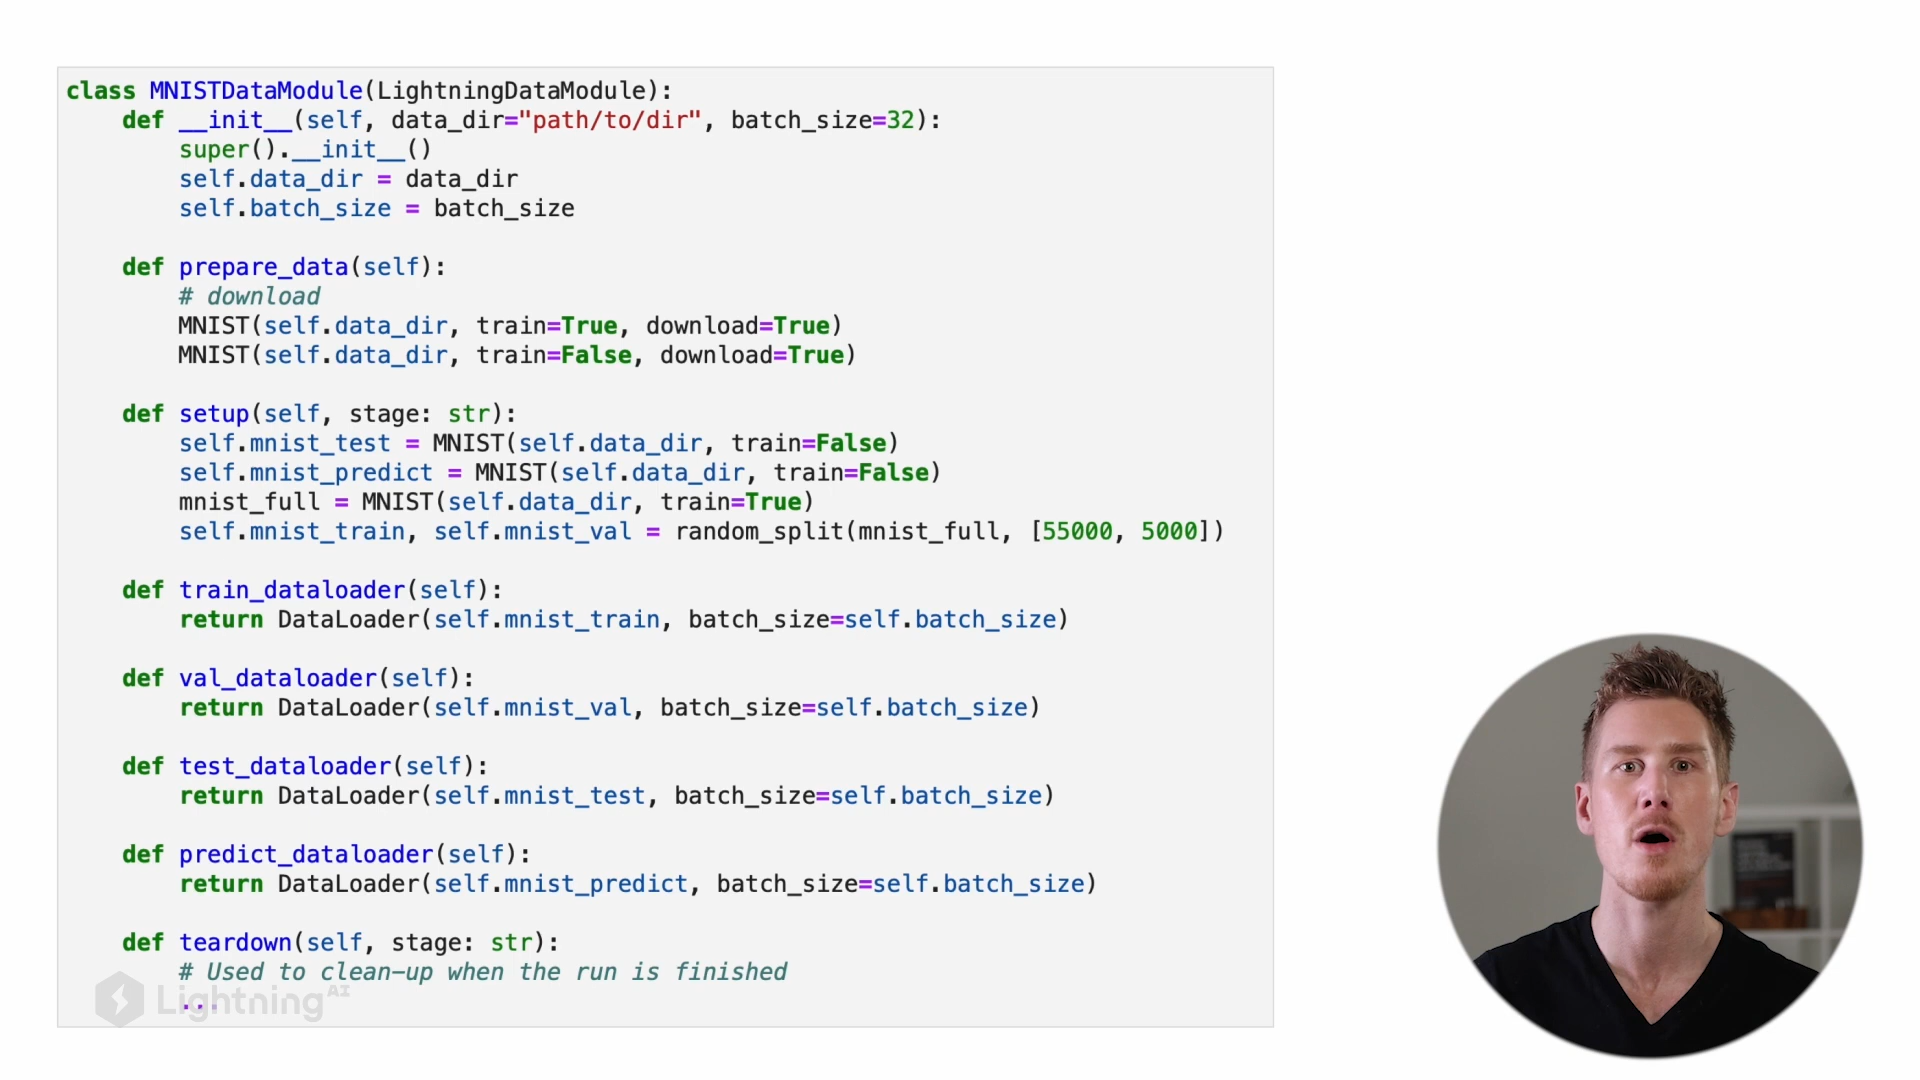 class MNISTDataModule(LightningDataModule):
    def __init__(self, data_dir="path/to/dir", batch_size=32):
        super().__init__()
        self.data_dir = data_dir
        self.batch_size = batch_size

    def prepare_data(self):
        # download
        MNIST(self.data_dir, train=True, download=True)
        MNIST(self.data_dir, train=False, download=True)

    def setup(self, stage: str):
        self.mnist_test = MNIST(self.data_dir, train=False)
        self.mnist_predict = MNIST(self.data_dir, train=False)
        mnist_full = MNIST(self.data_dir, train=True)
        self.mnist_train, self.mnist_val = random_split(mnist_full, [55000, 5000])

    def train_dataloader(self):
        return DataLoader(self.mnist_train, batch_size=self.batch_size)

    def val_dataloader(self):
        return DataLoader(self.mnist_val, batch_size=self.batch_size)

    def test_dataloader(self):
        return DataLoader(self.mnist_test, batch_size=self.batch_size)

    def predict_dataloader(self):
        return DataLoader(self.mnist_predict, batch_size=self.batch_size)

    def teardown(self, stage: str):
        # Used to clean-up when the run is finished
        ...
Lightning AI